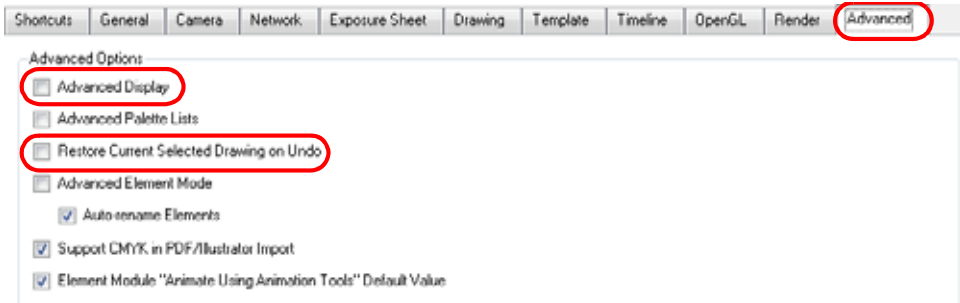 Shortcuts General Camera Network Exposure Sheet Drawing Template Timeline OpenGL Render Advanced
Advanced Options
Advanced Display
Advanced Palette Lists
Restore Current Selected Drawing on Undo
Advanced Element Mode
Auto-rename Elements
Support CMYK in PDF/Illustrator Import
Element Module "Animate Using Animation Tools" Default Value